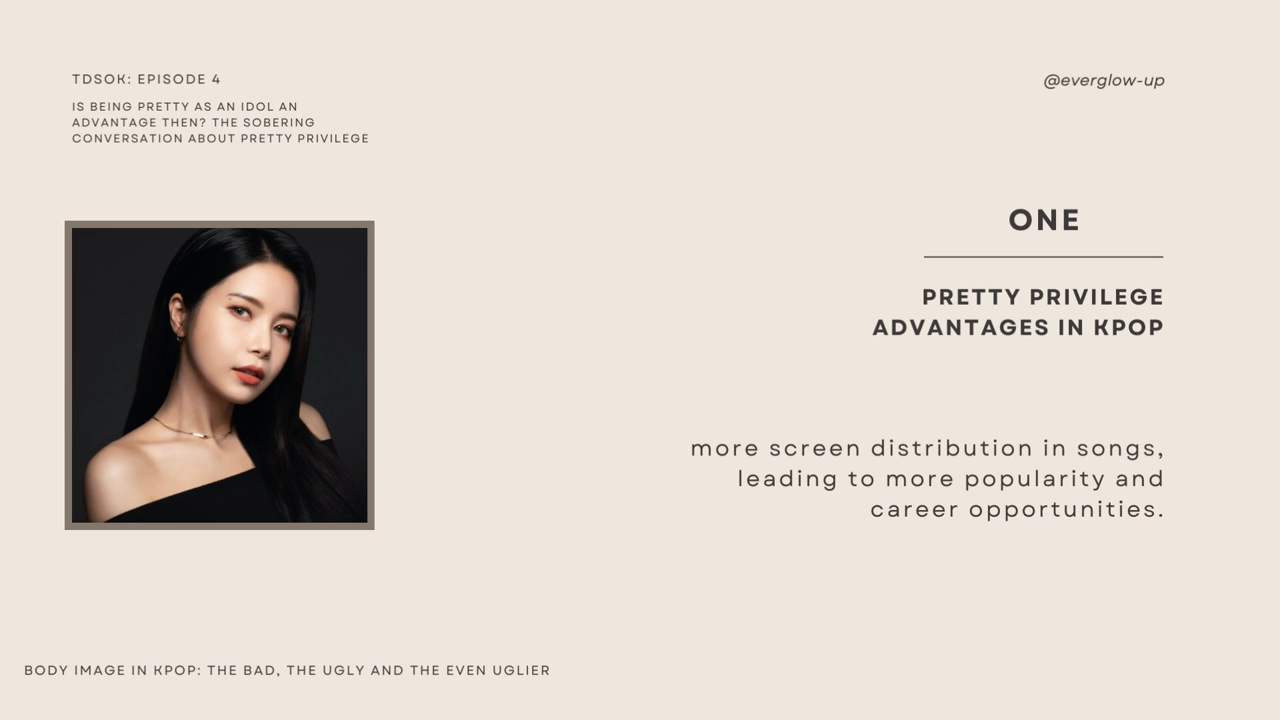 TDSOK: EPISODE 4
IS BEING PRETTY AS AN IDOL AN
ADVANTAGE THEN? THE SOBERING
CONVERSATION ABOUT PRETTY PRIVILEGE
@everglow-up
ONE
PRETTY PRIVILEGE
ADVANTAGES IN KPOP
more screen distribution in songs,
leading to more popularity and
career opportunities.
BODY IMAGE IN KPOP: THE BAD, THE UGLY AND THE EVEN UGLIER